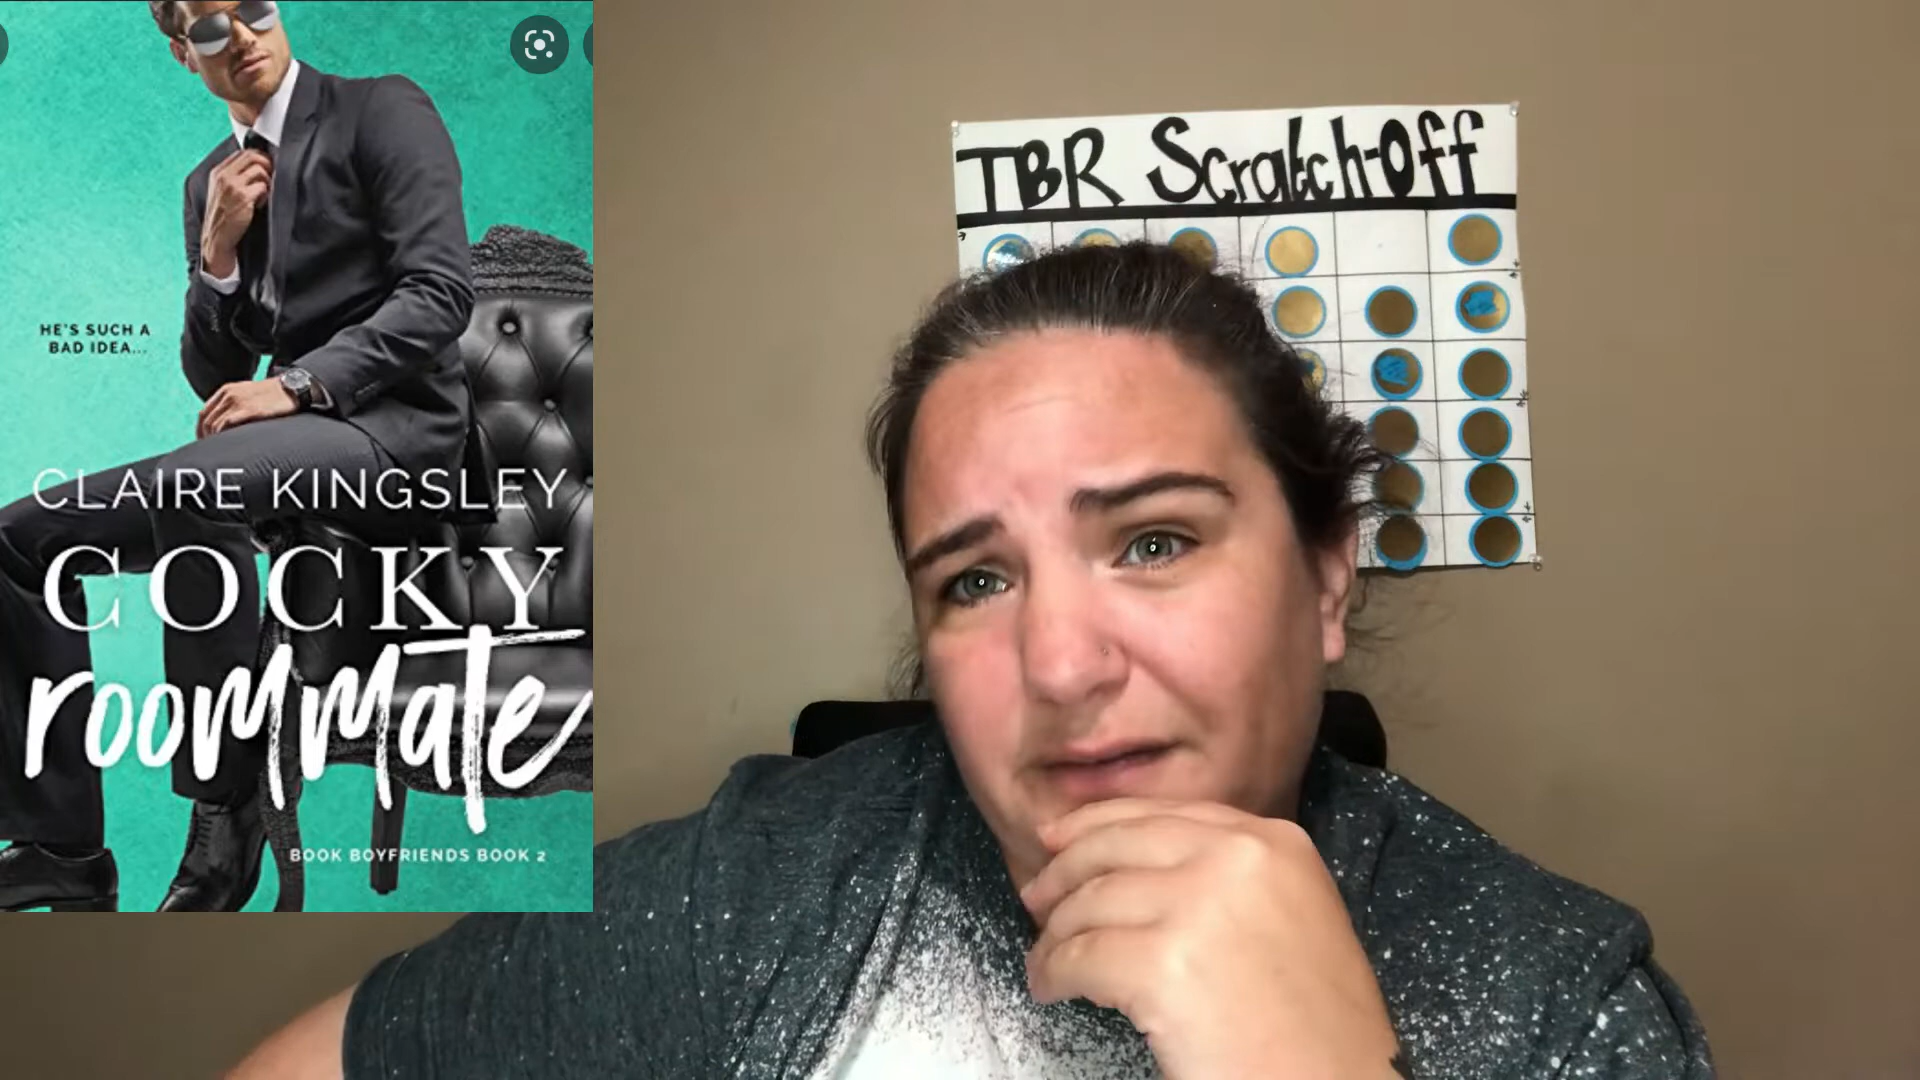 HE'S SUCH A
BAD IDEA...
CLAIRE KINGSLEY
COCKY
roommate
BOOK BOYFRIENDS BOOK 2
TBR Scratch-Off